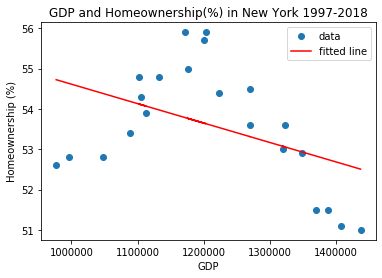 GDP and Homeownership(%) in New York 1997-2018
data
fitted line
Homeownership (%)
56
55
54
53
52
51
1000000 1100000 1200000 1300000 1400000
GDP